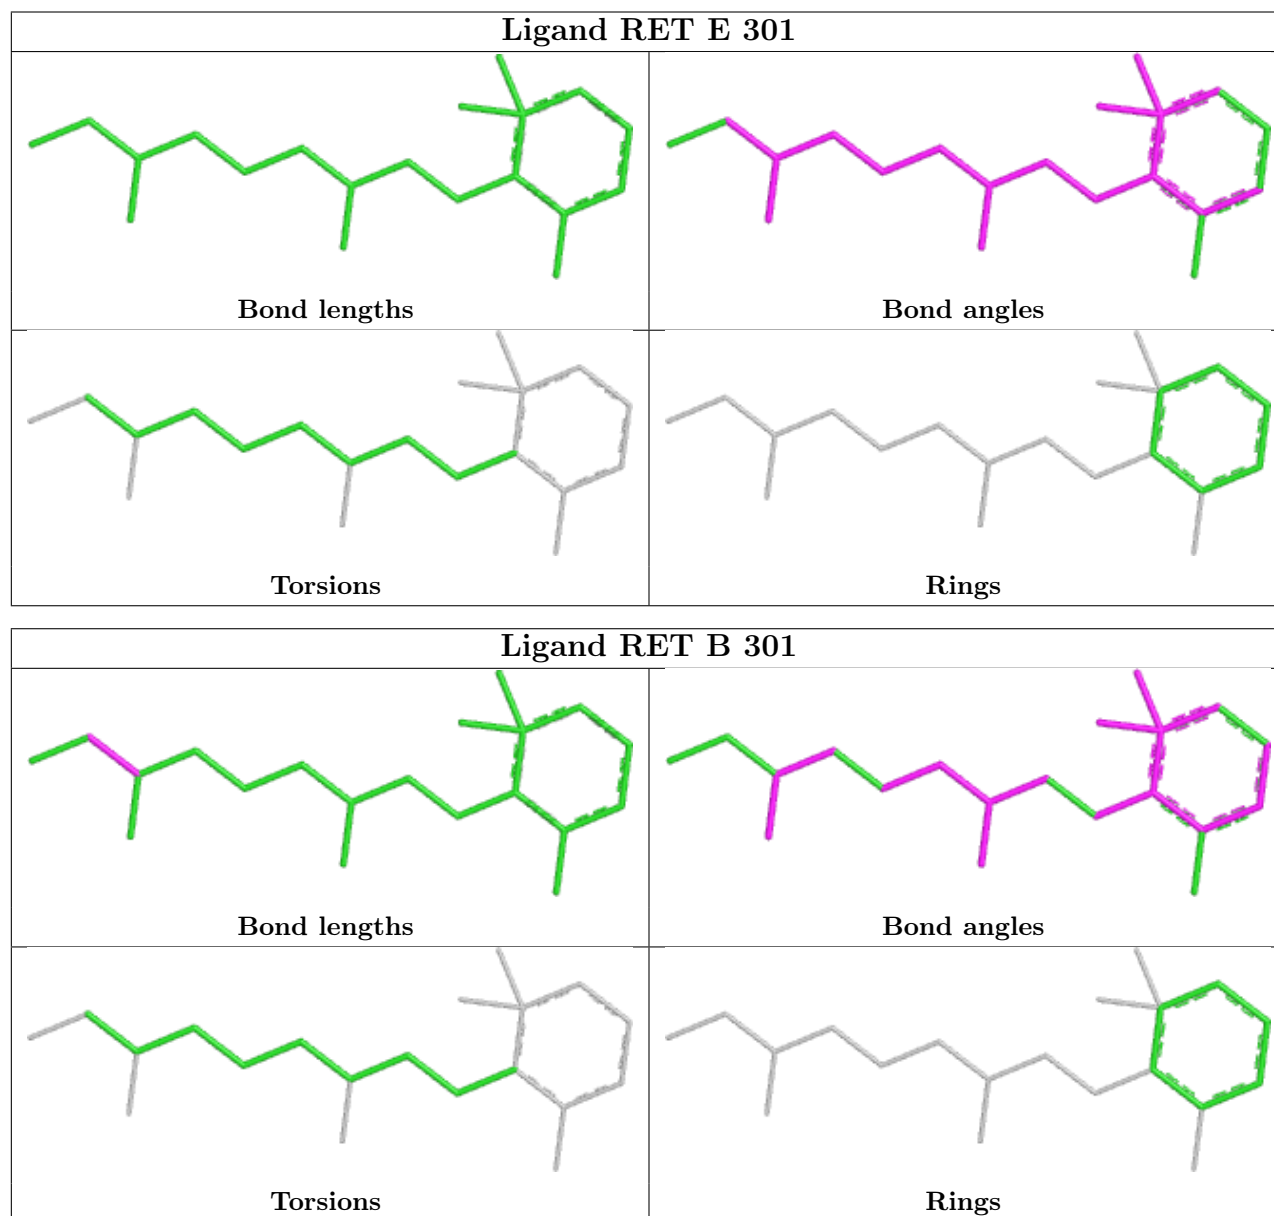 Ligand RET E 301
Bond lengths
Bond angles
Torsions
Rings
Ligand RET B 301
Bond lengths
Bond angles
Torsions
Rings